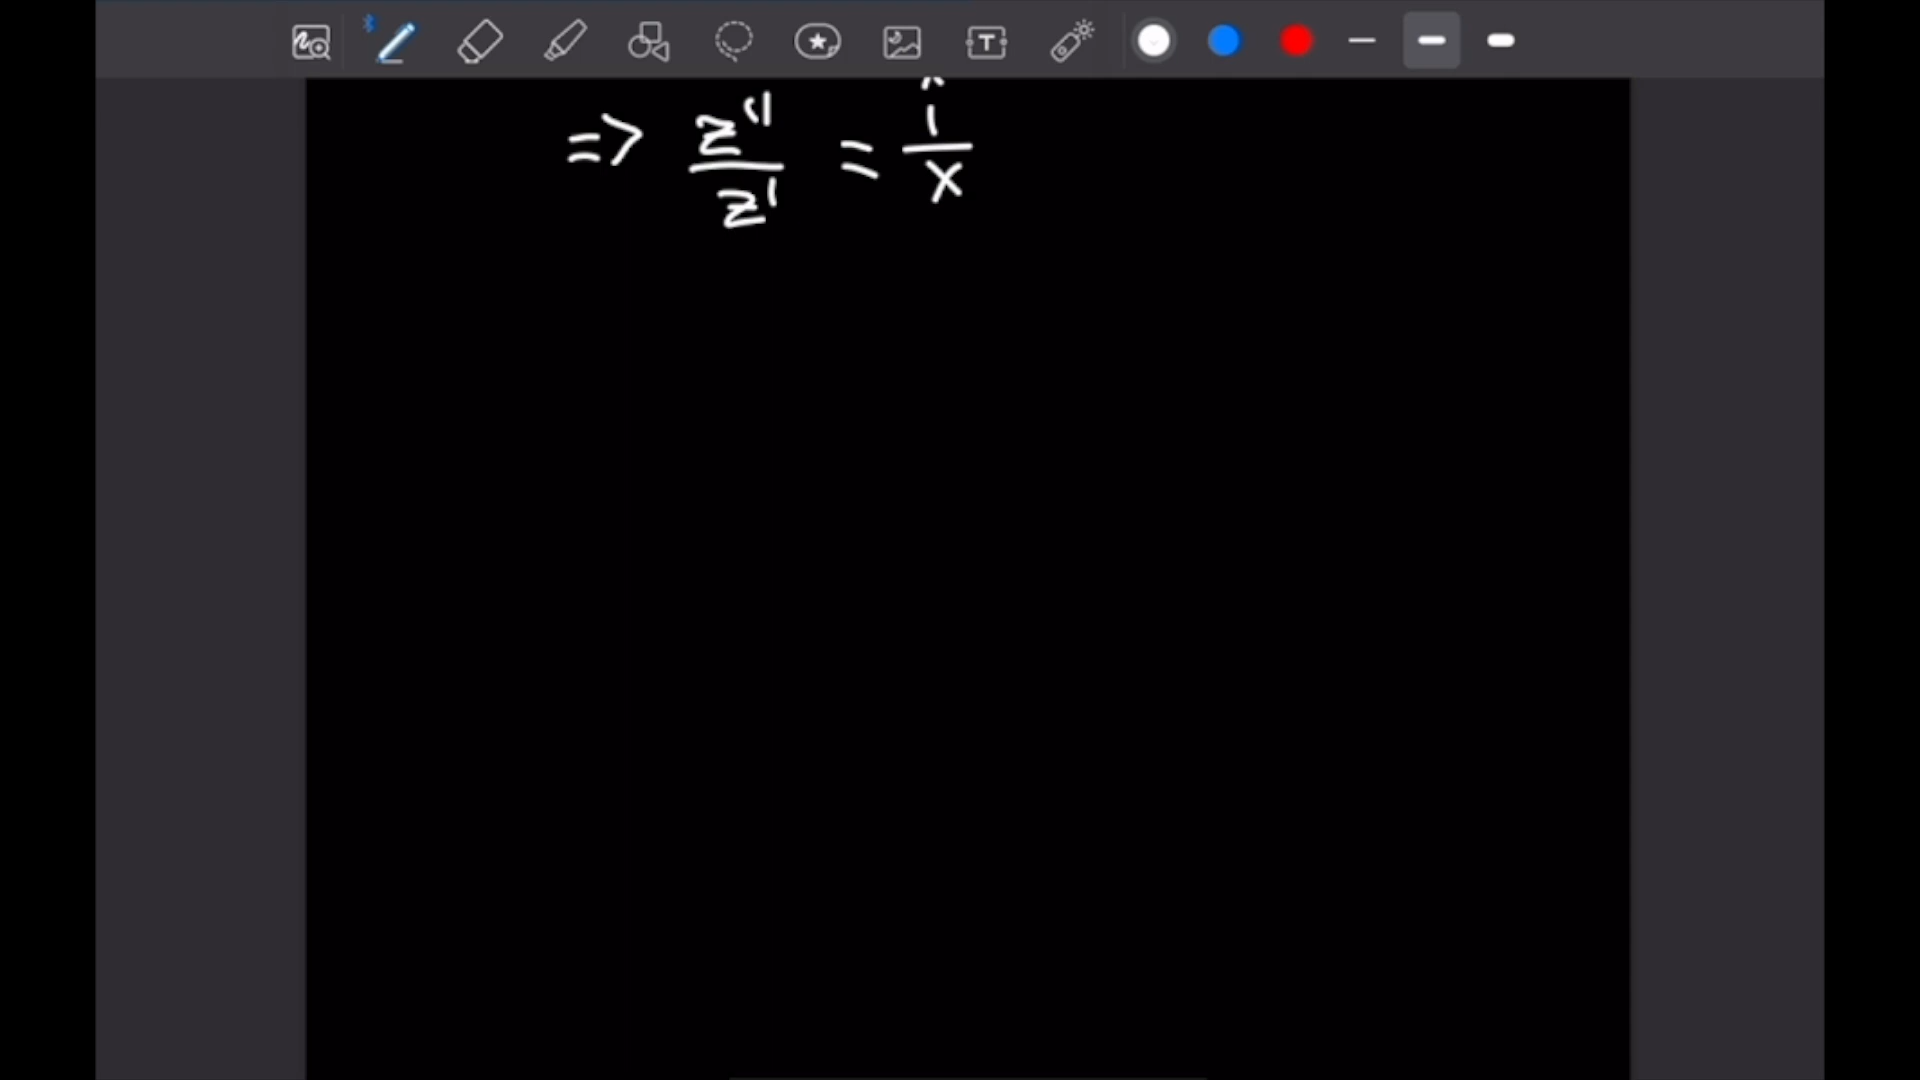 => z''/z' = 1/x